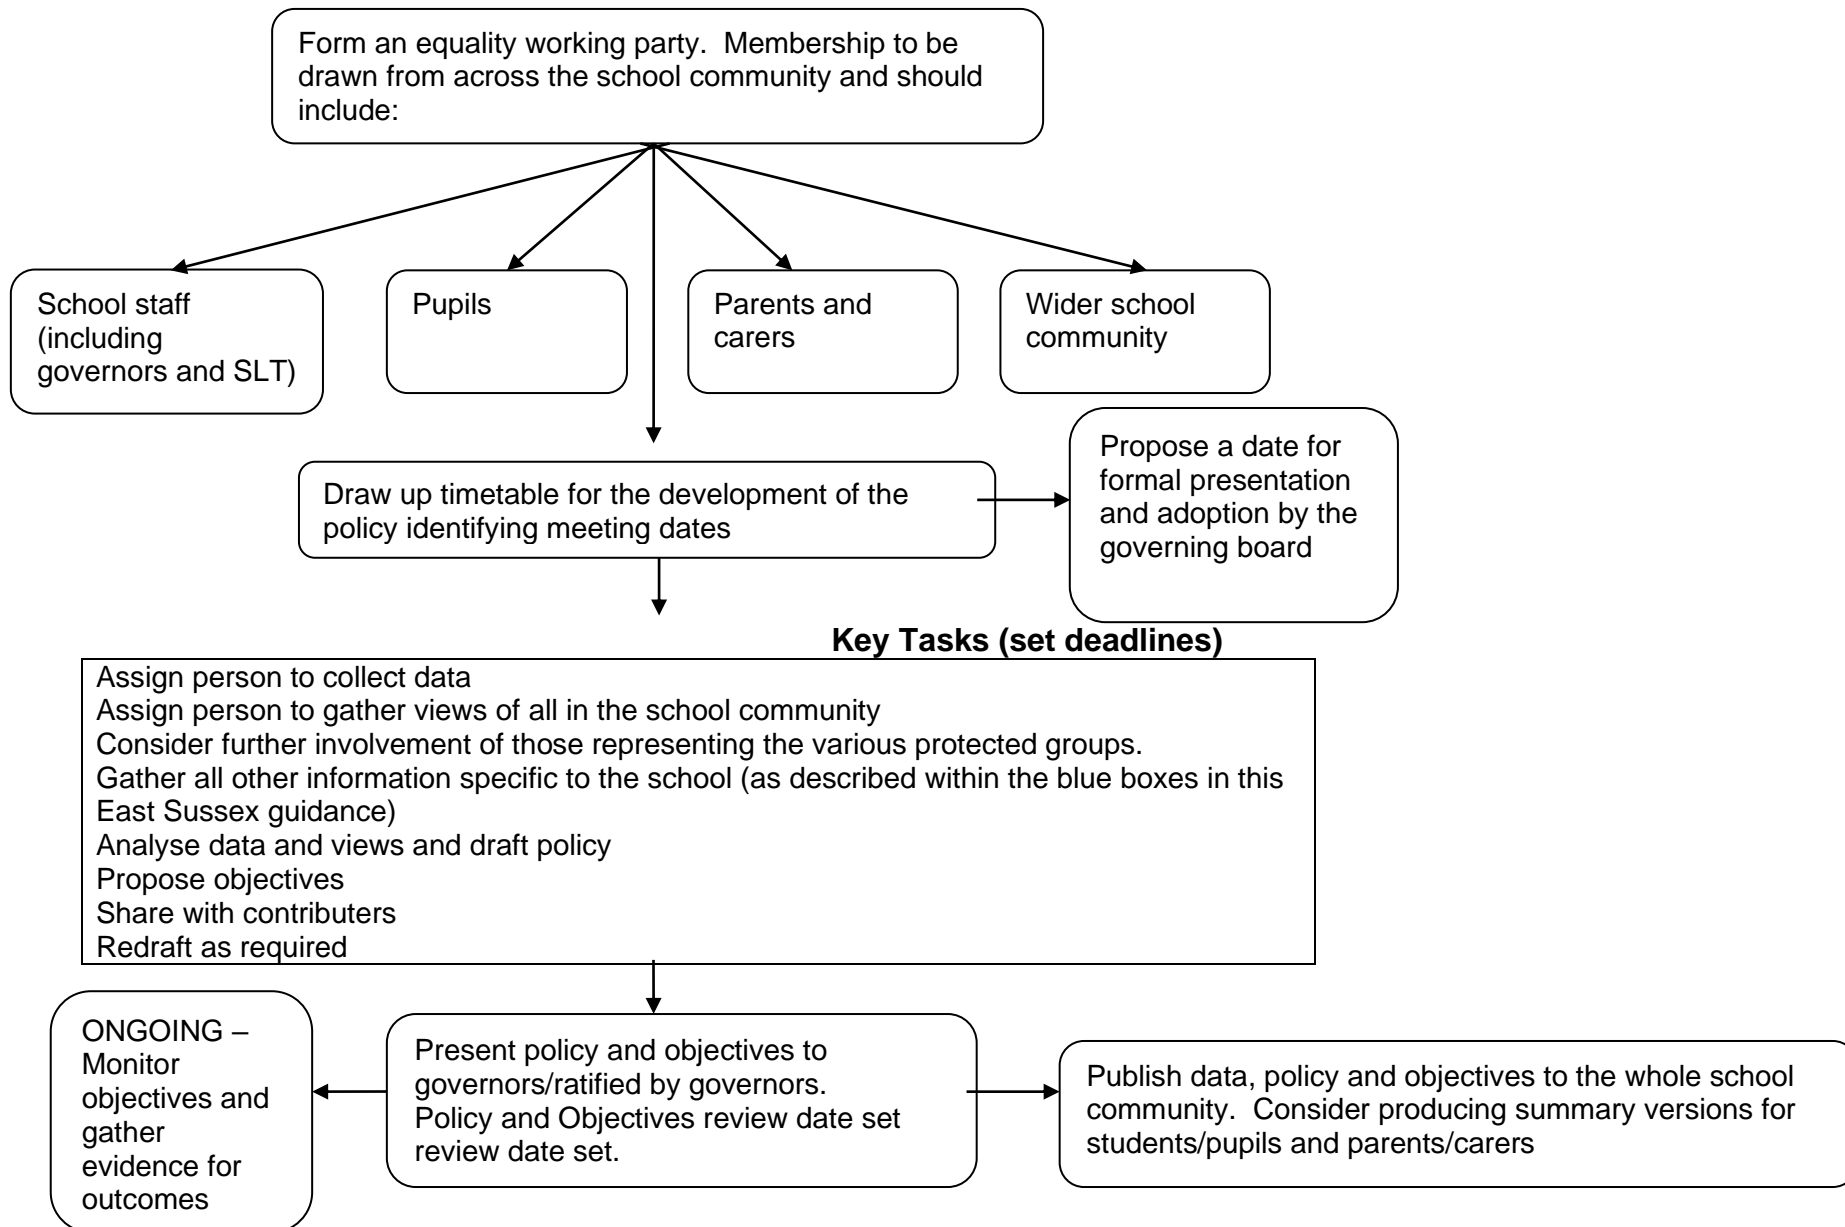 Form an equality working party.  Membership to be
drawn from across the school community and should
include:
School staff
(including
governors and SLT)
Pupils
Parents and
carers
Wider school
community
Draw up timetable for the development of the
policy identifying meeting dates
Propose a date for
formal presentation
and adoption by the
governing board
Key Tasks (set deadlines)
Assign person to collect data
Assign person to gather views of all in the school community
Consider further involvement of those representing the various protected groups.
Gather all other information specific to the school (as described within the blue boxes in this
East Sussex guidance)
Analyse data and views and draft policy
Propose objectives
Share with contributers
Redraft as required
ONGOING –
Monitor
objectives and
gather
evidence for
outcomes
Present policy and objectives to
governors/ratified by governors.
Policy and Objectives review date set
review date set.
Publish data, policy and objectives to the whole school
community.  Consider producing summary versions for
students/pupils and parents/carers